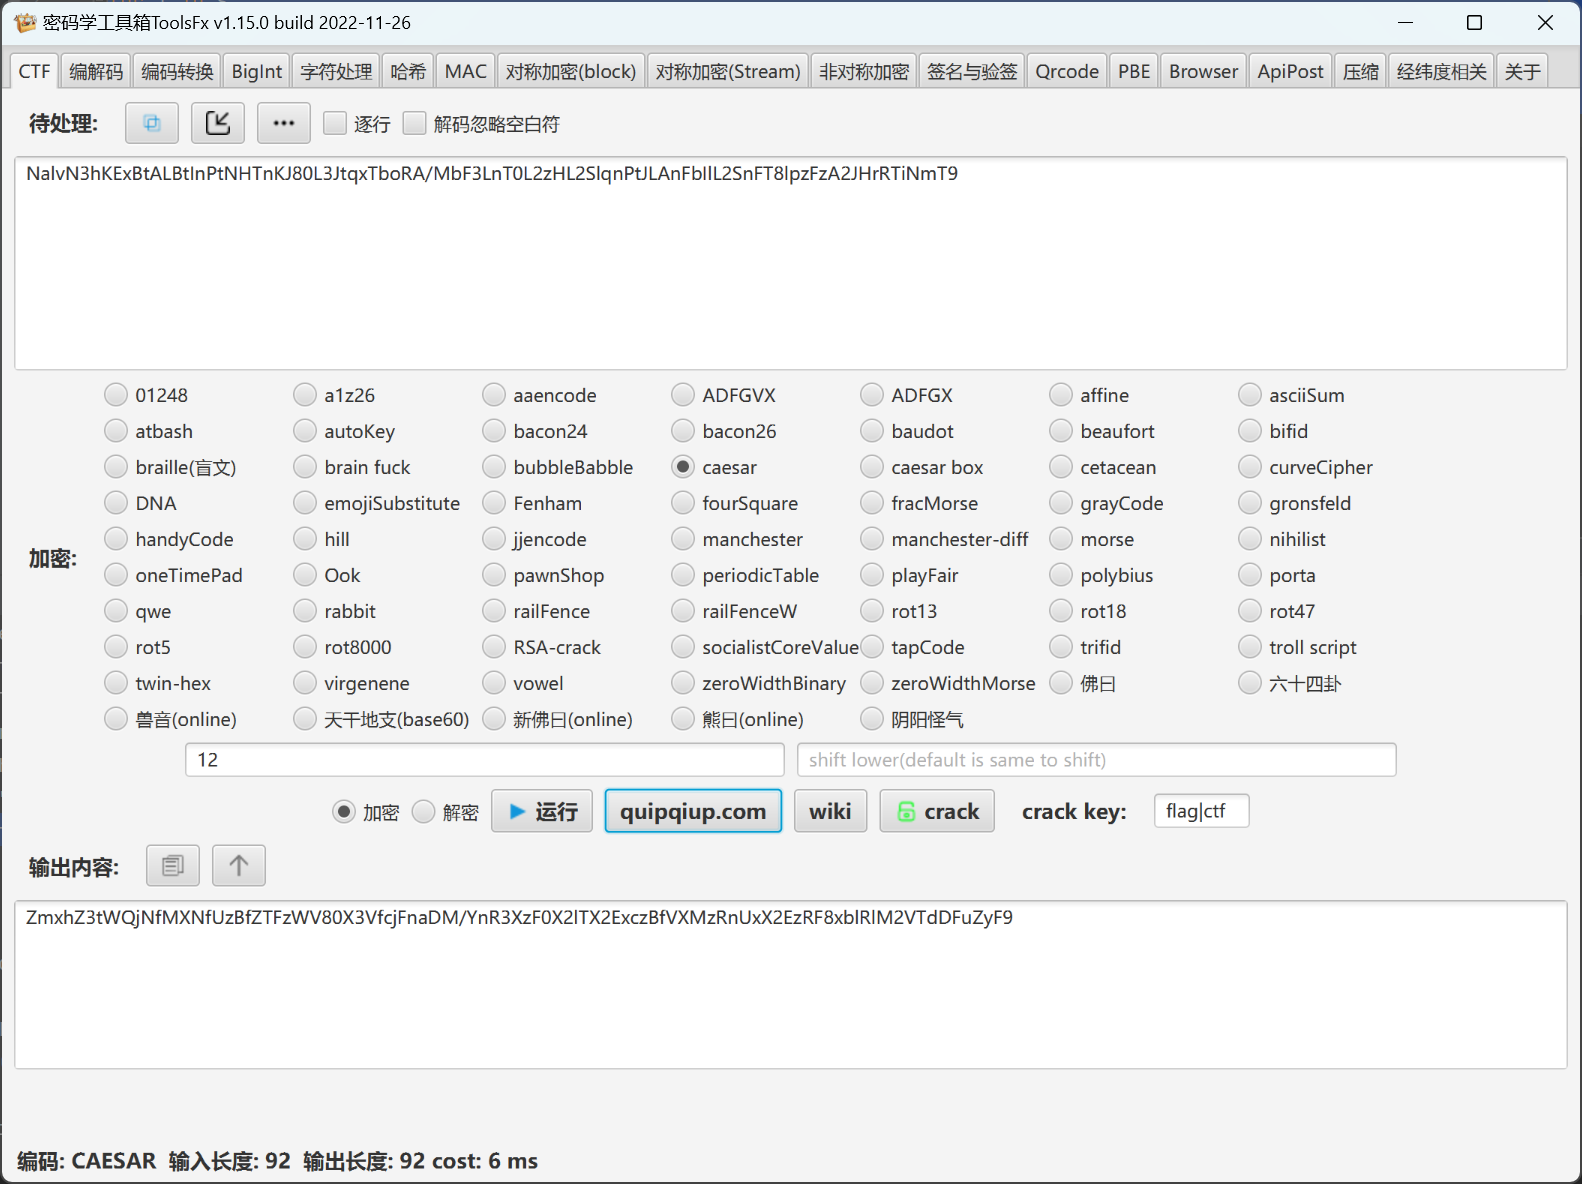 密码学工具箱ToolsFx v1.15.0 build 2022-11-26
CTF 编解码 编码转换 BigInt 字符处理 哈希 MAC 对称加密(block) 对称加密(Stream) 非对称加密 签名与验签 Qrcode PBE Browser ApiPost 压缩 经纬度相关 关于
待处理: 逐行 解码忽略空白符
NalvN3hKExBtALBtInPtNHTnKJ80L3JtqxTboRA/MbF3LnT0L2zHL2SlqnPtJLAnFbIlL2SnFT8lpzFzA2JHrRTiNmT9
01248 a1z26 aaencode ADFGVX ADFGX affine asciiSum
atbash autoKey bacon24 bacon26 baudot beaufort bifid
braille(盲文) brain fuck bubbleBabble caesar caesar box cetacean curveCipher
DNA emojiSubstitute Fenham fourSquare fracMorse grayCode gronsfeld
加密: handyCode hill jjencode manchester manchester-diff morse nihilist
oneTimePad Ook pawnShop periodicTable playFair polybius porta
qwe rabbit railFence railFenceW rot13 rot18 rot47
rot5 rot8000 RSA-crack socialistCoreValue tapCode trifid troll script
twin-hex virgenene vowel zeroWidthBinary zeroWidthMorse 佛曰 六十四卦
兽音(online) 天干地支(base60) 新佛曰(online) 熊曰(online) 阴阳怪气
12 shift lower(default is same to shift)
加密 解密 运行 quipqiup.com wiki crack crack key: flag|ctf
输出内容:
ZmxhZ3tWQjNfMXNfUzBfZTFzWV80X3VfcjFnaDM/YnR3XzF0X2lTX2ExczBfVXMzRnUxX2EzRF8xblRlM2VTdDFuZyF9
编码: CAESAR 输入长度: 92 输出长度: 92 cost: 6 ms